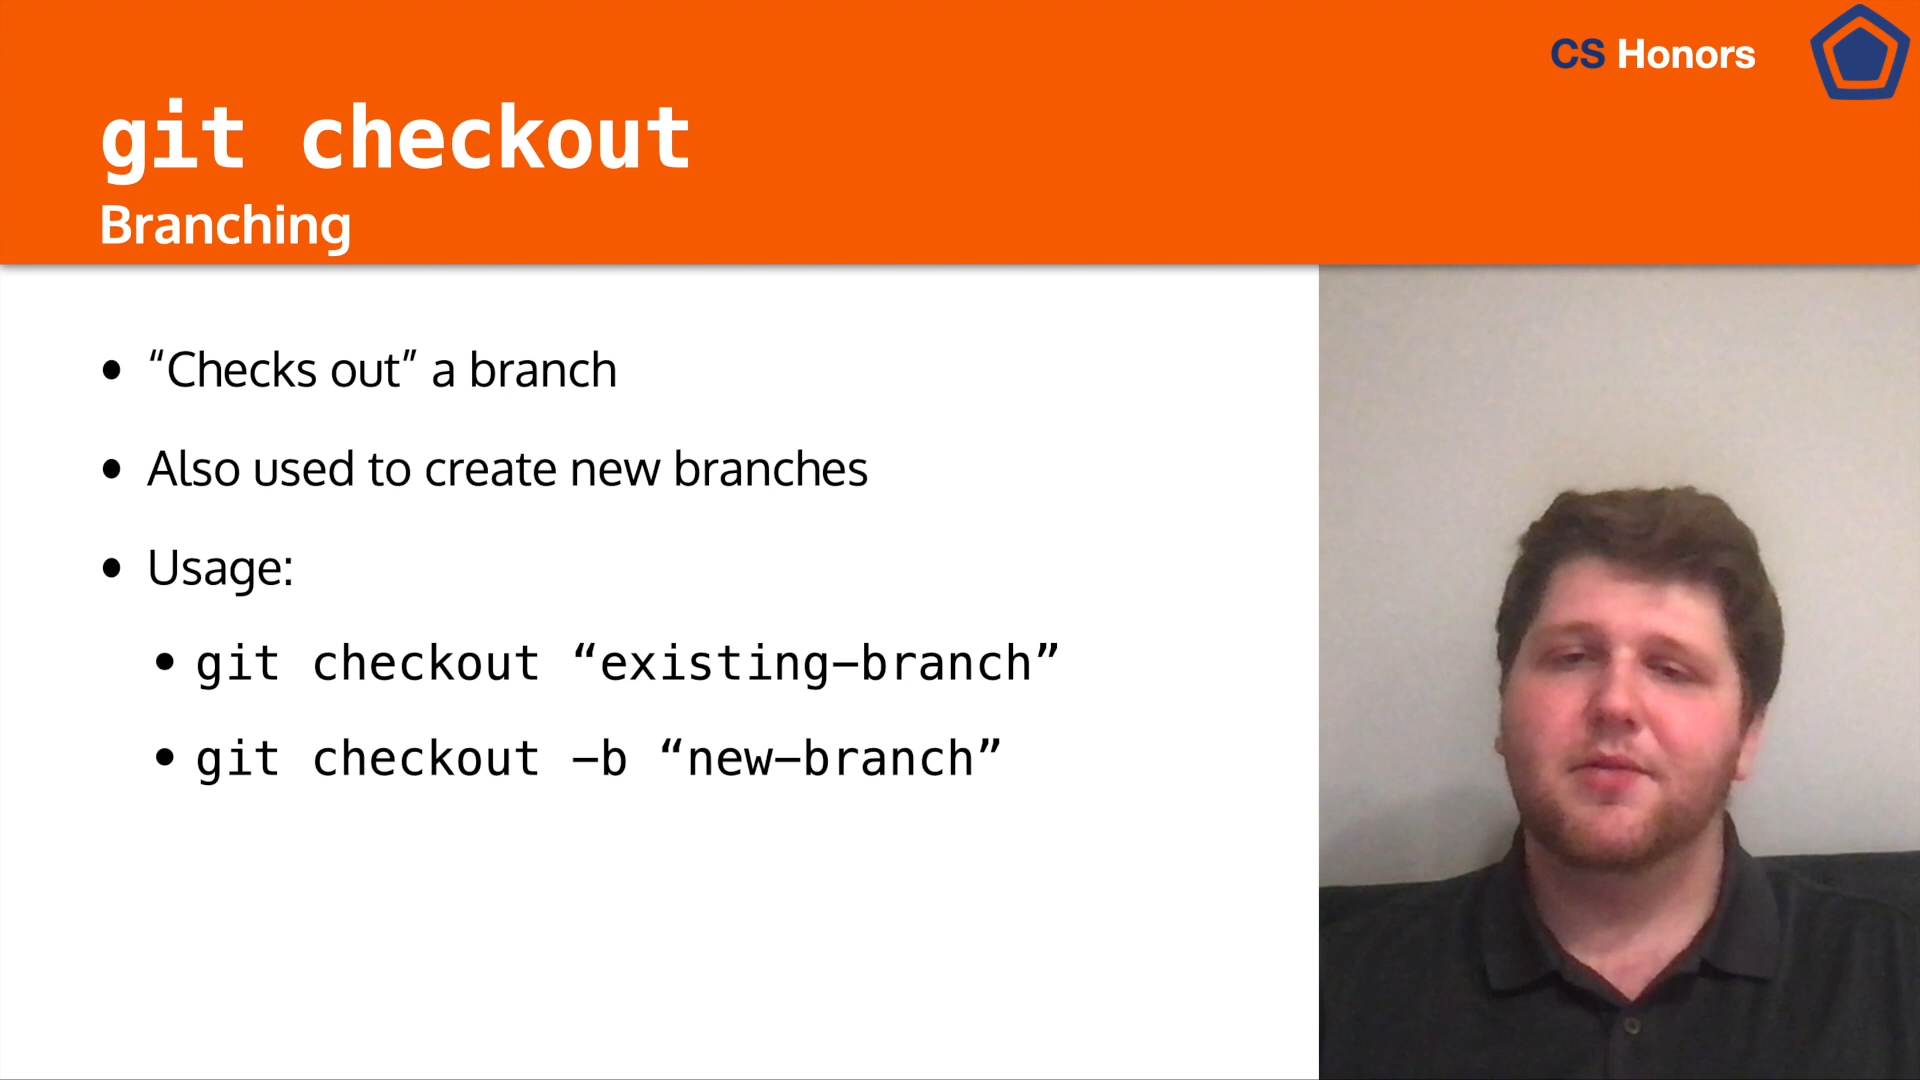 CS Honors
git checkout
Branching
• “Checks out” a branch
• Also used to create new branches
• Usage:
• git checkout “existing-branch”
• git checkout -b “new-branch”